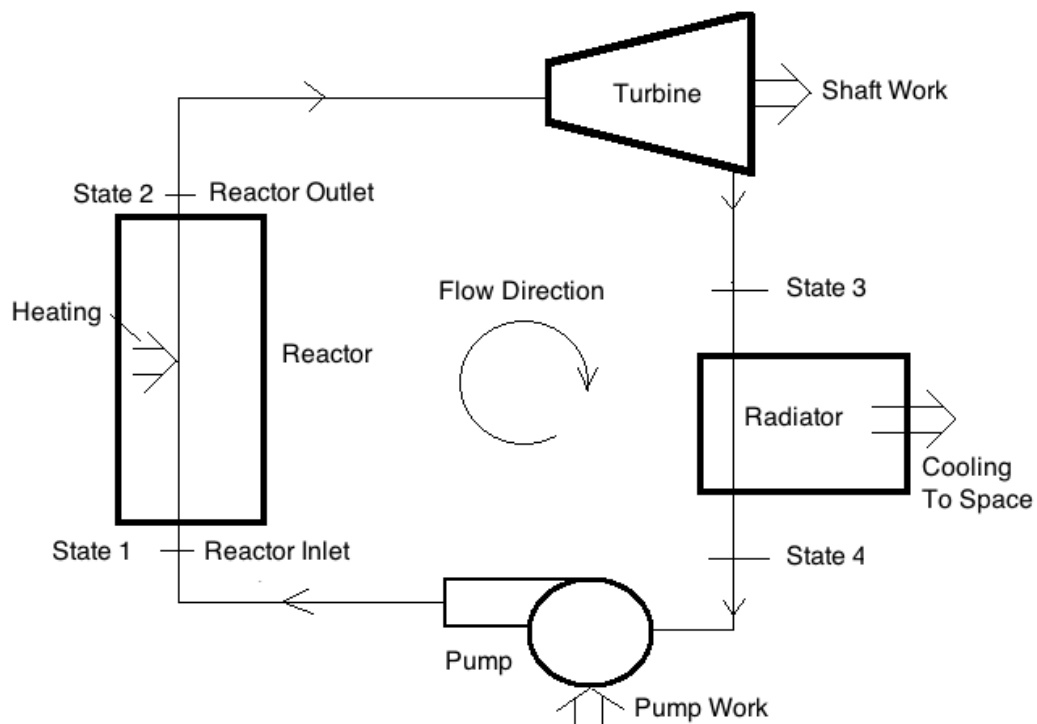 Turbine
Shaft Work
State 2
Reactor Outlet
Flow Direction
State 3
Heating
Reactor
Radiator
Cooling
To Space
State 1
Reactor Inlet
State 4
Pump
Pump Work